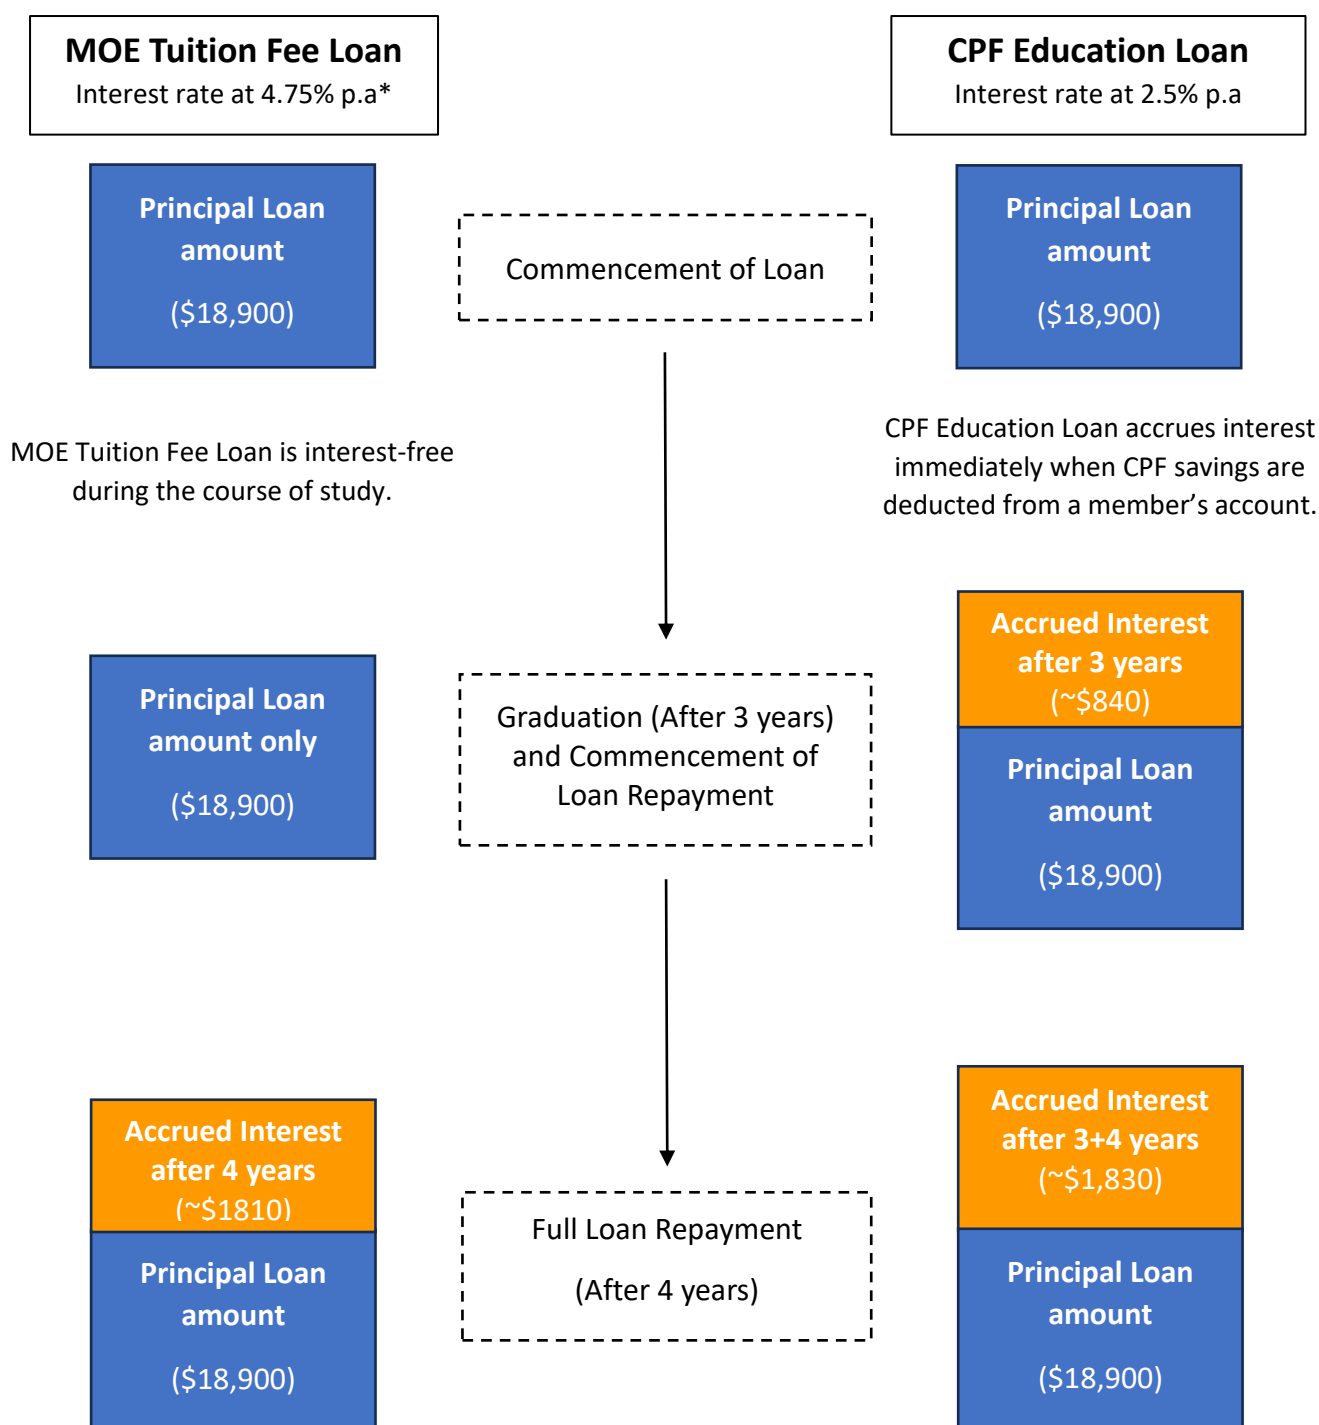 MOE Tuition Fee Loan
Interest rate at 4.75% p.a*
CPF Education Loan
Interest rate at 2.5% p.a
Principal Loan
amount
($18,900)
Commencement of Loan
Principal Loan
amount
($18,900)
MOE Tuition Fee Loan is interest-free
during the course of study.
CPF Education Loan accrues interest
immediately when CPF savings are
deducted from a member’s account.
Principal Loan
amount only
($18,900)
Graduation (After 3 years)
and Commencement of
Loan Repayment
Accrued Interest
after 3 years
(~$840)
Principal Loan
amount
($18,900)
Accrued Interest
after 4 years
(~$1810)
Principal Loan
amount
($18,900)
Full Loan Repayment
(After 4 years)
Accrued Interest
after 3+4 years
(~$1,830)
Principal Loan
amount
($18,900)